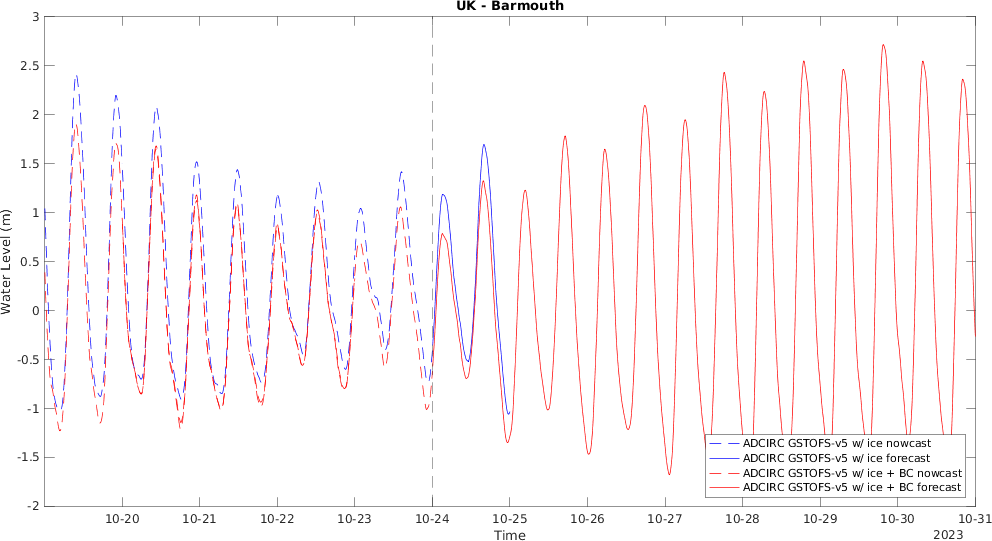 UK - Barmouth
3
2.5
2
1.5
1
0.5
0
-0.5
-1
-1.5
-2
Water Level (m)
ADCIRC GSTOFS-v5 w/ ice nowcast
ADCIRC GSTOFS-v5 w/ ice forecast
ADCIRC GSTOFS-v5 w/ ice + BC nowcast
ADCIRC GSTOFS-v5 w/ ice + BC forecast
10-20 10-21 10-22 10-23 10-24 10-25 10-26 10-27 10-28 10-29 10-30 10-31
Time
2023